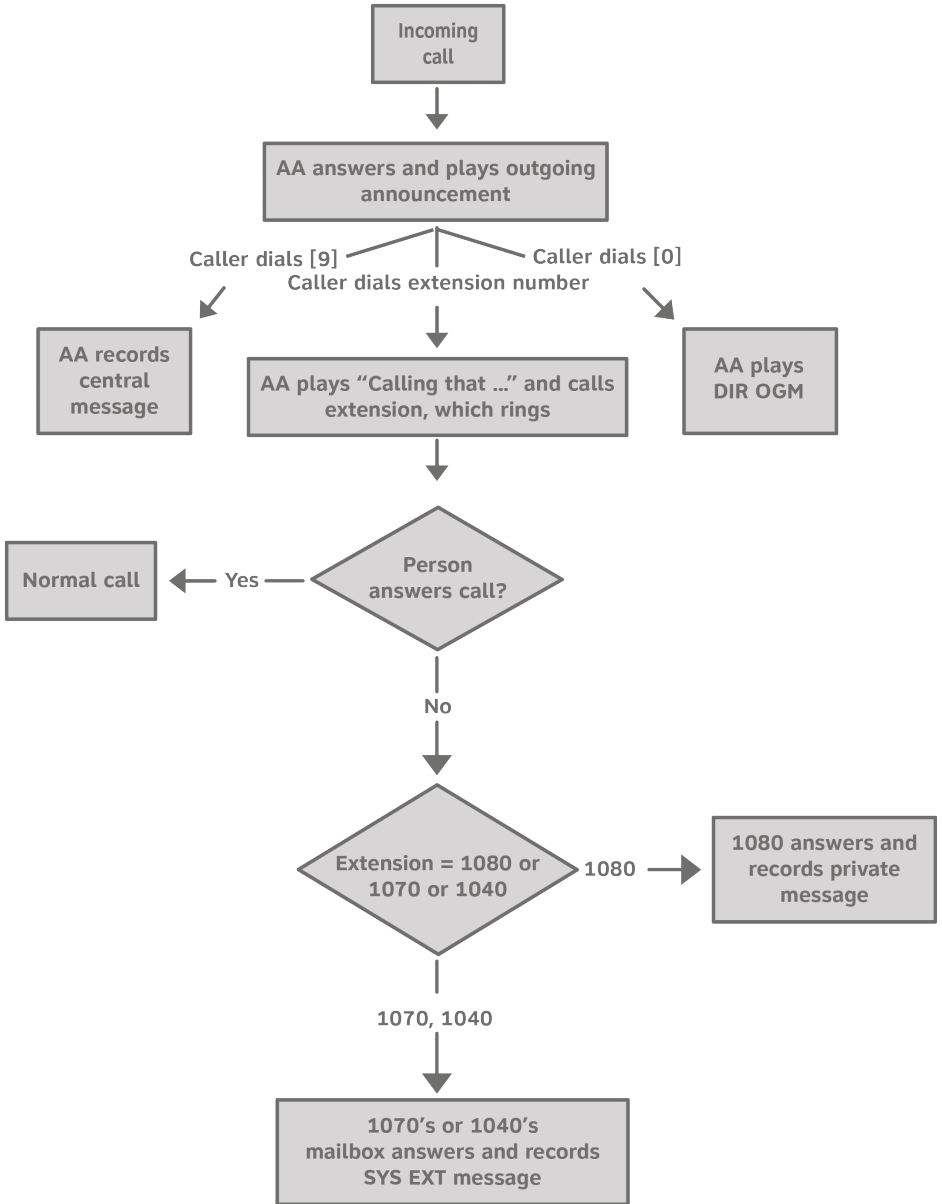 Incoming
call
AA answers and plays outgoing
announcement
Caller dials [9]
Caller dials [0]
Caller dials extension number
AA records
central
message
AA plays “Calling that ...” and calls
extension, which rings
AA plays
DIR OGM
Person
answers call?
Yes
Normal call
No
Extension = 1080 or
1070 or 1040
1080
1080 answers and
records private
message
1070, 1040
1070’s or 1040’s
mailbox answers and records
SYS EXT message